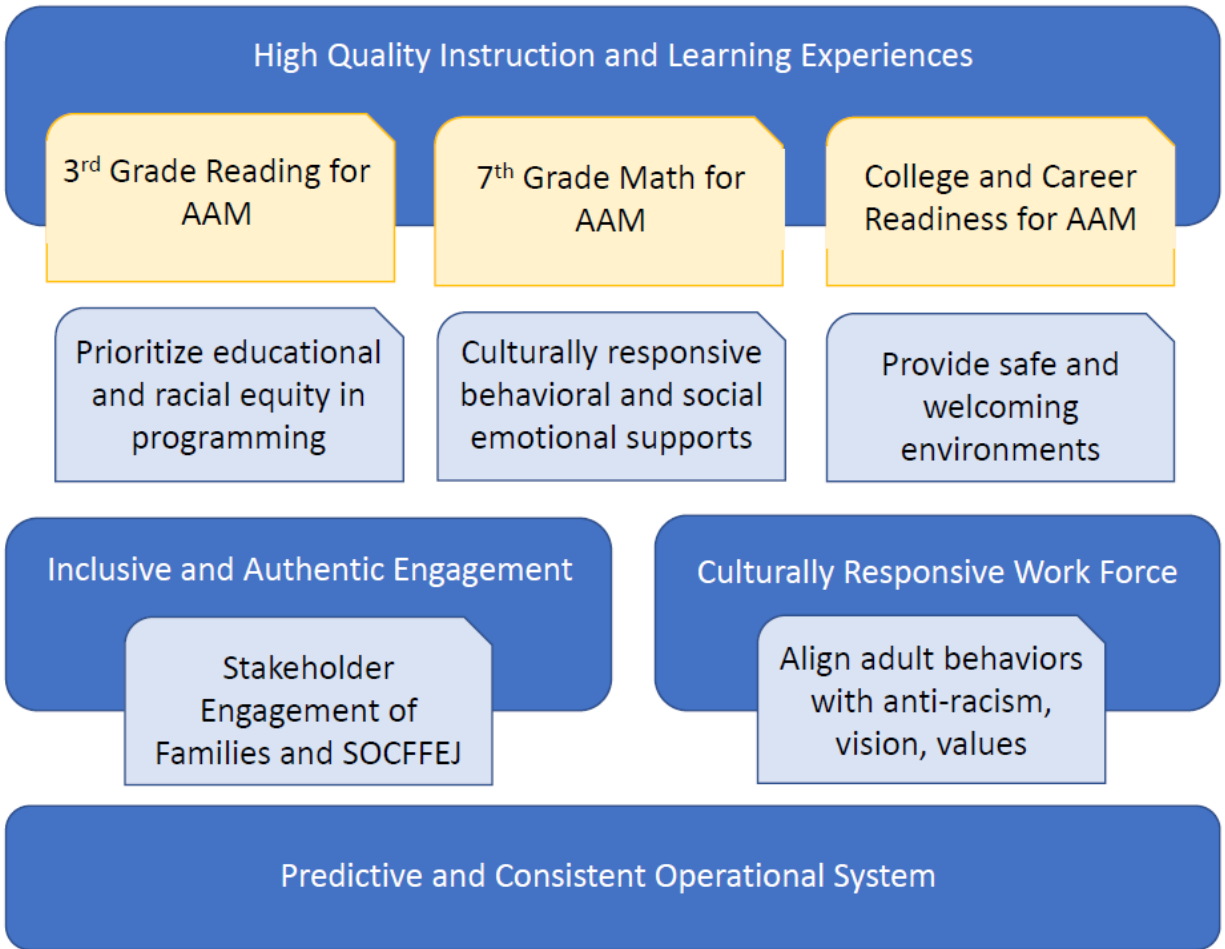 High Quality Instruction and Learning Experiences
3rd Grade Reading for
AAM
7th Grade Math for
AAM
College and Career
Readiness for AAM
Prioritize educational
and racial equity in
programming
Culturally responsive
behavioral and social
emotional supports
Provide safe and
welcoming
environments
Inclusive and Authentic Engagement
Stakeholder
Engagement of
Families and SOCFFEJ
Culturally Responsive Work Force
Align adult behaviors
with anti-racism,
vision, values
Predictive and Consistent Operational System